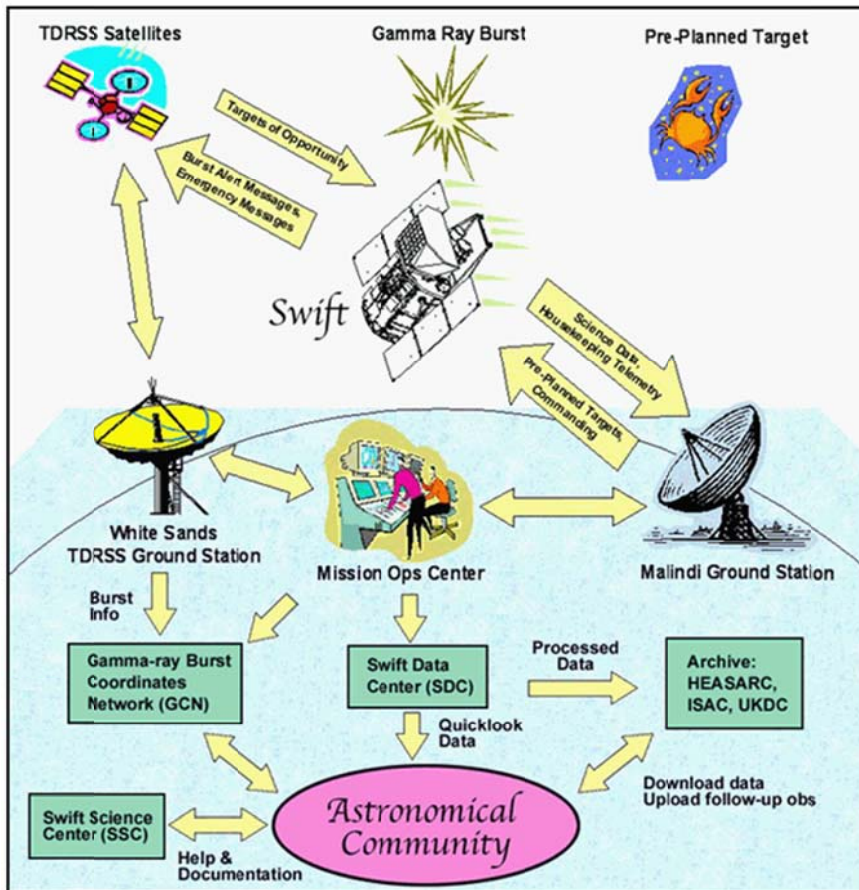 TDRSS Satellites
Gamma Ray Burst
Pre-Planned Target
Targets of Opportunity
Burst Alert Messages,
Emergency Messages
Swift
Science Data,
Housekeeping Telemetry
Pre-Planned Targets,
Commanding
White Sands
TDRSS Ground Station
Mission Ops Center
Malindi Ground Station
Burst
Info
Gamma-ray Burst
Coordinates
Network (GCN)
Swift Data
Center (SDC)
Processed
Data
Archive:
HEASARC,
ISAC, UKDC
Quicklook
Data
Astronomical
Community
Download data
Upload follow-up obs
Swift Science
Center (SSC)
Help &
Documentation